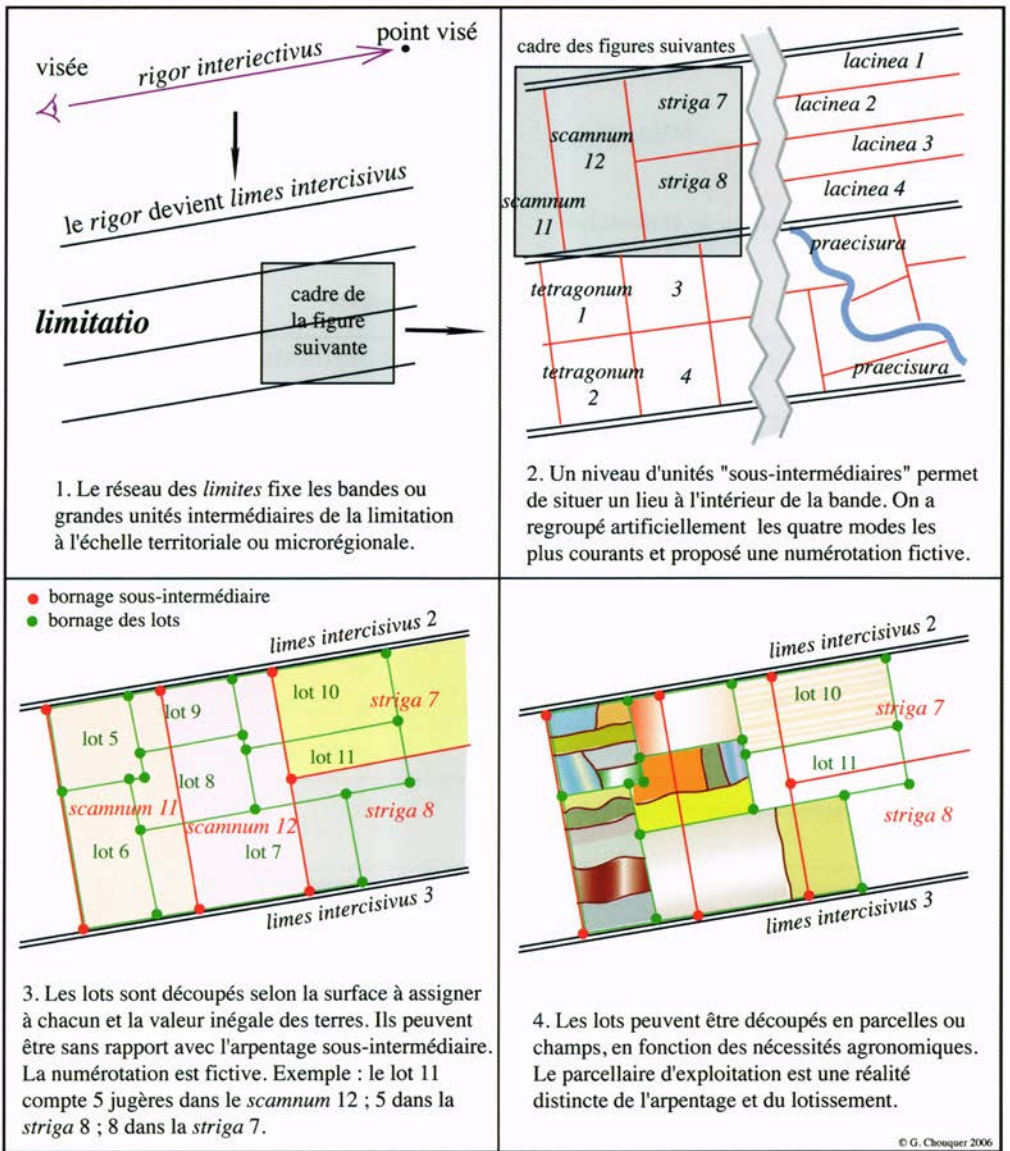 point visé
visée
rigor interiectivus
le rigor devient limes intercisivus
limitatio
cadre de
la figure
suivante
1. Le réseau des limites fixe les bandes ou
grandes unités intermédiaires de la limitation
à l'échelle territoriale ou microrégionale.
cadre des figures suivantes
lacinea 1
striga 7
lacinea 2
scamnum
12
lacinea 3
striga 8
lacinea 4
scamnum
11
praecisura
tetragonum
1
3
tetragonum
2
4
praecisura
2. Un niveau d'unités "sous-intermédiaires" permet
de situer un lieu à l'intérieur de la bande. On a
regroupé artificiellement les quatre modes les
plus courants et proposé une numérotation fictive.
bornage sous-intermédiaire
bornage des lots
limes intercisivus 2
lot 10
striga 7
lot 9
lot 5
lot 11
lot 8
scamnum 11
scamnum 12
striga 8
lot 6
lot 7
limes intercisivus 3
3. Les lots sont découpés selon la surface à assigner
à chacun et la valeur inégale des terres. Ils peuvent
être sans rapport avec l'arpentage sous-intermédiaire.
La numérotation est fictive. Exemple : le lot 11
compte 5 jugères dans le scamnum 12 ; 5 dans la
striga 8 ; 8 dans la striga 7.
limes intercisivus 2
lot 10
striga 7
lot 11
striga 8
limes intercisivus 3
4. Les lots peuvent être découpés en parcelles ou
champs, en fonction des nécessités agronomiques.
Le parcellaire d'exploitation est une réalité
distincte de l'arpentage et du lotissement.
© G. Chouquer 2006